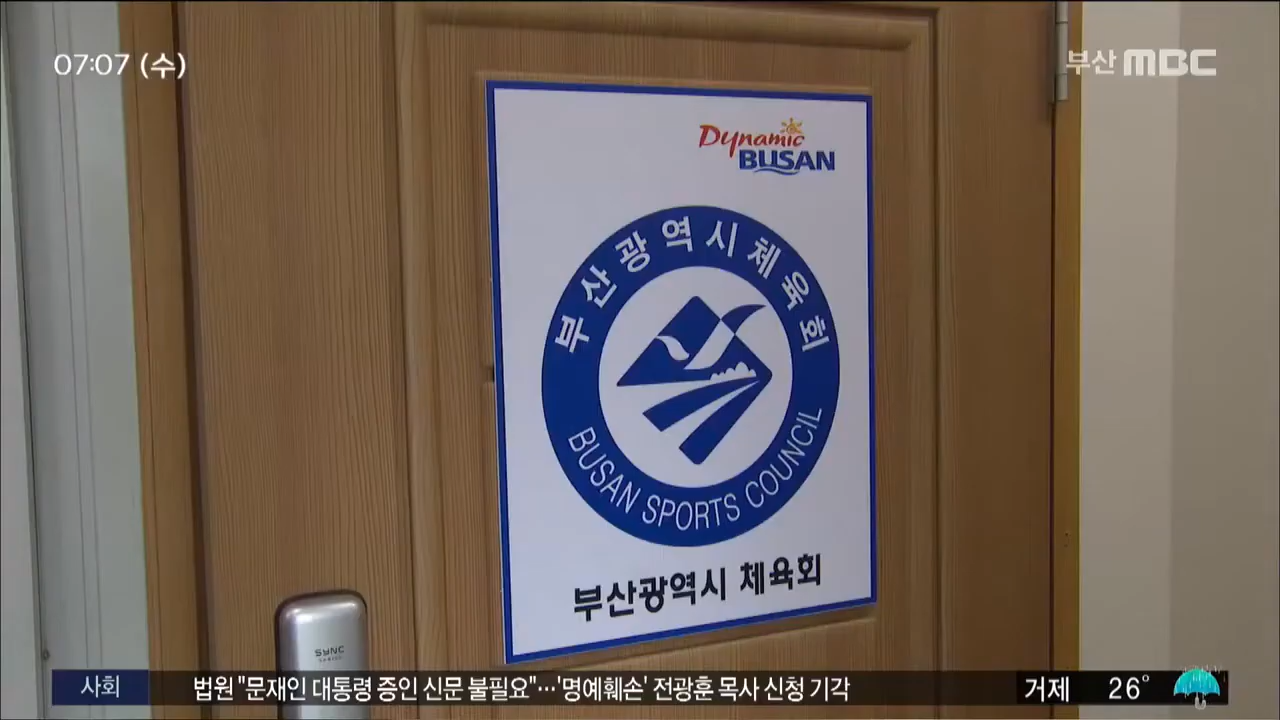 07:07 (수)
부산 MBC
Dynamic
BUSAN
부산광역시체육회
BUSAN SPORTS COUNCIL
부산광역시 체육회
SYNC
사회 법원 "문재인 대통령 증인 신문 불필요"…'명예훼손' 전광훈 목사 신청 기각 거제 26°